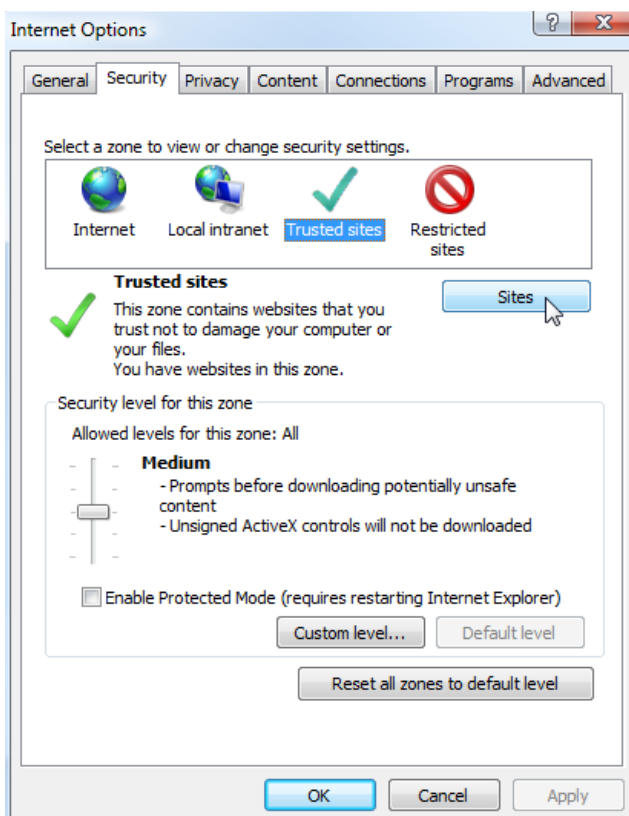 Internet Options
General Security Privacy Content Connections Programs Advanced
Select a zone to view or change security settings.
Internet Local intranet Trusted sites Restricted
sites
Trusted sites
Sites
This zone contains websites that you
trust not to damage your computer or
your files.
You have websites in this zone.
Security level for this zone
Allowed levels for this zone: All
Medium
- Prompts before downloading potentially unsafe
content
- Unsigned ActiveX controls will not be downloaded
Enable Protected Mode (requires restarting Internet Explorer)
Custom level... Default level
Reset all zones to default level
OK Cancel Apply